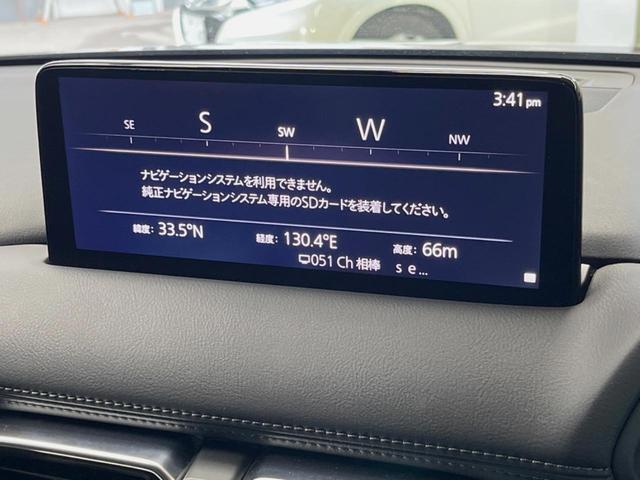 3:41 pm
SE S SW W NW
ナビゲーションシステムを利用できません。
純正ナビゲーションシステム専用のSDカードを装着してください。
緯度: 33.5°N 経度: 130.4°E 高度: 66m
051 Ch 相棒 ｓｅ...